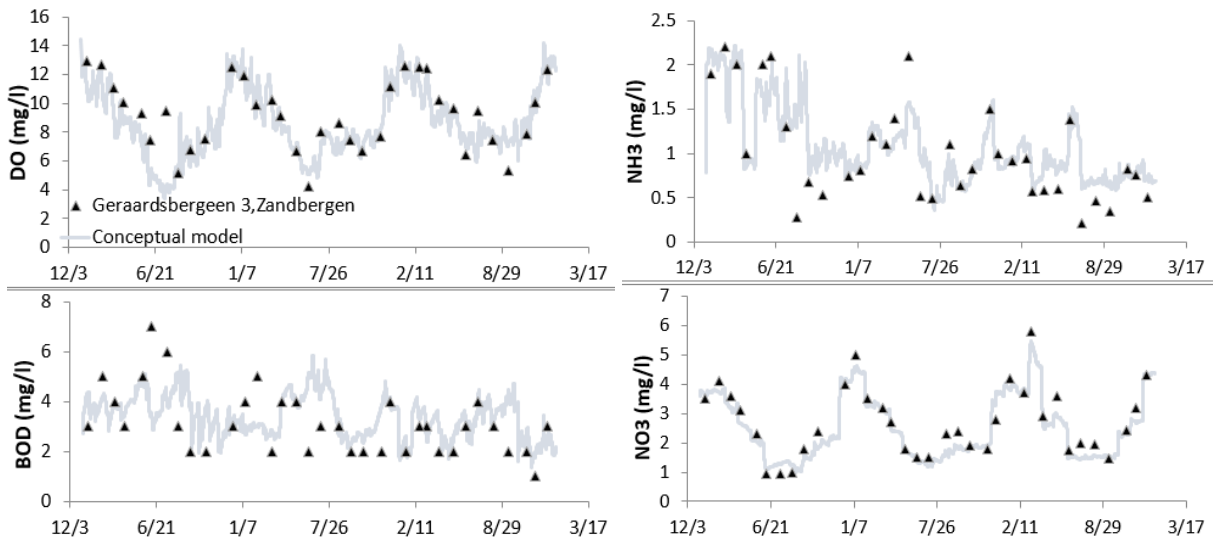 DO (mg/l)
16
14
12
10
8
6
4
2
0
Geraardsbergeen 3,Zandbergen
Conceptual model
12/3 6/21 1/7 7/26 2/11 8/29 3/17
NH3 (mg/l)
2.5
2
1.5
1
0.5
0
12/3 6/21 1/7 7/26 2/11 8/29 3/17
BOD (mg/l)
8
6
4
2
0
12/3 6/21 1/7 7/26 2/11 8/29 3/17
NO3 (mg/l)
7
6
5
4
3
2
1
0
12/3 6/21 1/7 7/26 2/11 8/29 3/17